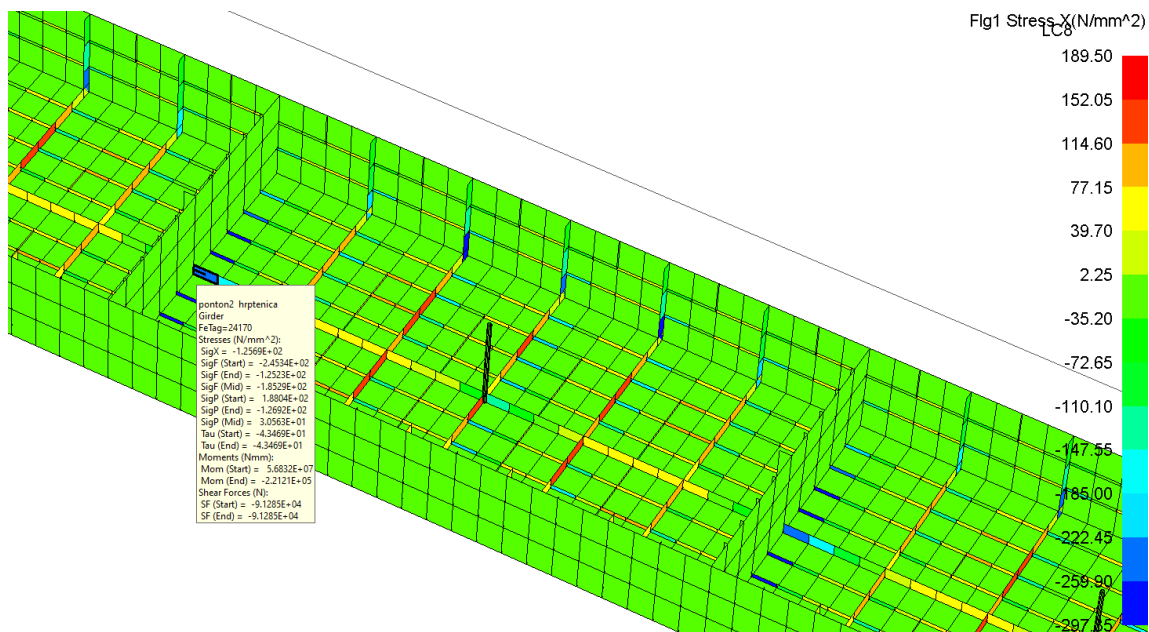 Flg1 Stress X(N/mm^2)
LC8
189.50
152.05
114.60
77.15
39.70
2.25
-35.20
-72.65
-110.10
-147.55
-185.00
-222.45
-259.90
-297.35
ponton2 hrptenica
Girder
FeTag=24170
Stresses (N/mm^2):
SigX = -1.2569E+02
SigF (Start) = -2.4534E+02
SigF (End) = -1.2523E+02
SigF (Mid) = -1.8529E+02
SigP (Start) = 1.8804E+02
SigP (End) = -1.2692E+02
SigP (Mid) = 3.0563E+01
Tau (Start) = -4.3469E+01
Tau (End) = -4.3469E+01
Moments (Nmm):
Mom (Start) = 5.6832E+07
Mom (End) = -2.2121E+05
Shear Forces (N):
SF (Start) = -9.1285E+04
SF (End) = -9.1285E+04